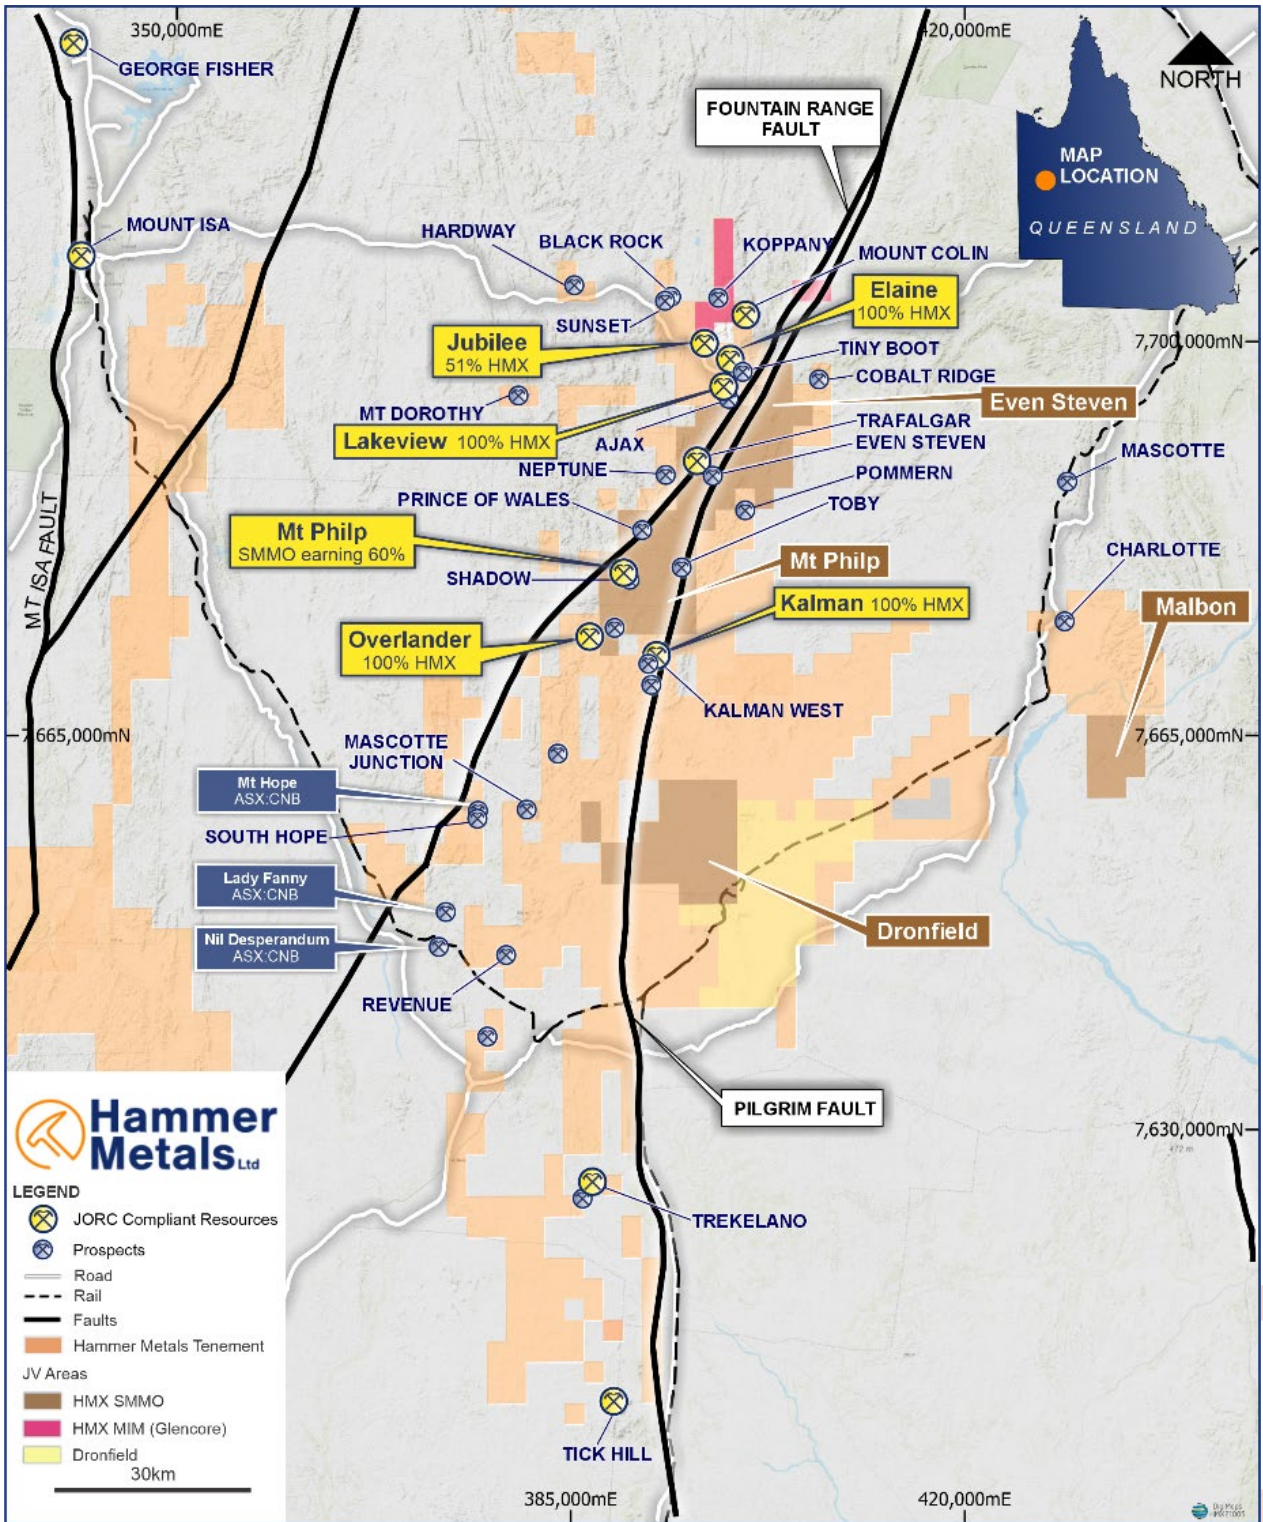 350,000mE
420,000mE
GEORGE FISHER
NORTH
FOUNTAIN RANGE
FAULT
MAP
LOCATION
QUEENSLAND
MOUNT ISA
HARDWAY
BLACK ROCK
KOPPANY
MOUNT COLIN
Elaine
100% HMX
SUNSET
Jubilee
51% HMX
7,700,000mN
TINY BOOT
COBALT RIDGE
MT DOROTHY
Even Steven
Lakeview 100% HMX
AJAX
TRAFALGAR
EVEN STEVEN
MASCOTTE
NEPTUNE
POMMERN
PRINCE OF WALES
TOBY
MT ISA FAULT
Mt Philp
SMMO earning 60%
SHADOW
Mt Philp
CHARLOTTE
Kalman 100% HMX
Malbon
Overlander
100% HMX
KALMAN WEST
7,665,000mN
7,665,000mN
MASCOTTE
JUNCTION
Mt Hope
ASX:CNB
SOUTH HOPE
Lady Fanny
ASX:CNB
Nil Desperandum
ASX:CNB
Dronfield
REVENUE
PILGRIM FAULT
7,630,000mN
Hammer
Metals Ltd
LEGEND
JORC Compliant Resources
Prospects
Road
Rail
Faults
Hammer Metals Tenement
JV Areas
HMX SMMO
HMX MIM (Glencore)
Dronfield
30km
TREKELANO
TICK HILL
385,000mE
420,000mE